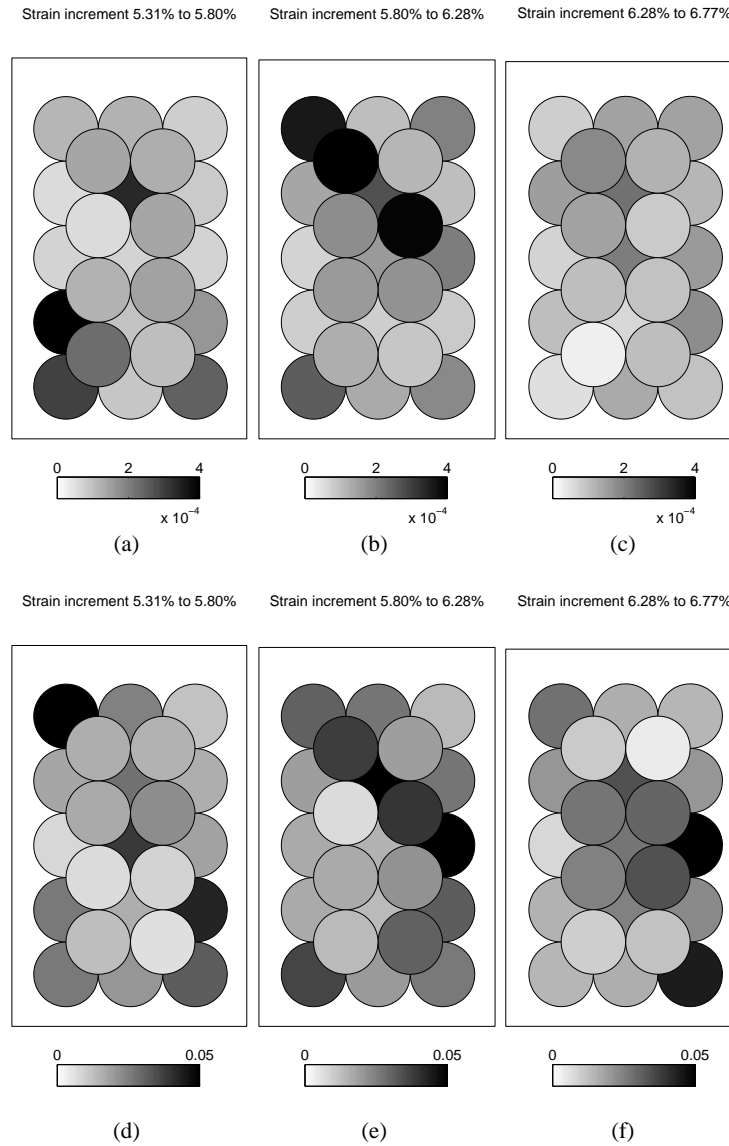 Strain increment 5.31% to 5.80%
Strain increment 5.80% to 6.28%
Strain increment 6.28% to 6.77%
0 2 4
x 10⁻⁴
0 2 4
x 10⁻⁴
0 2 4
x 10⁻⁴
(a)
(b)
(c)
Strain increment 5.31% to 5.80%
Strain increment 5.80% to 6.28%
Strain increment 6.28% to 6.77%
0 0.05
0 0.05
0 0.05
(d)
(e)
(f)